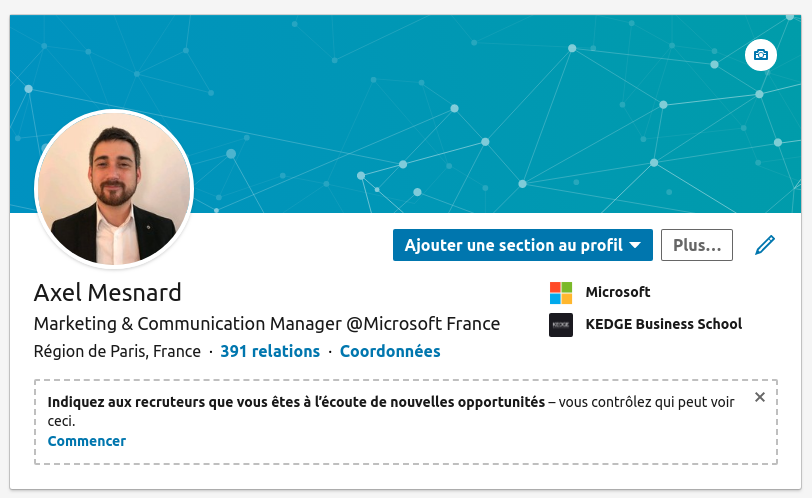 Ajouter une section au profil
Plus...
Axel Mesnard
Marketing & Communication Manager @Microsoft France
Région de Paris, France · 391 relations · Coordonnées
Microsoft
KEDGE
KEDGE Business School
Indiquez aux recruteurs que vous êtes à l'écoute de nouvelles opportunités – vous contrôlez qui peut voir
ceci.
Commencer